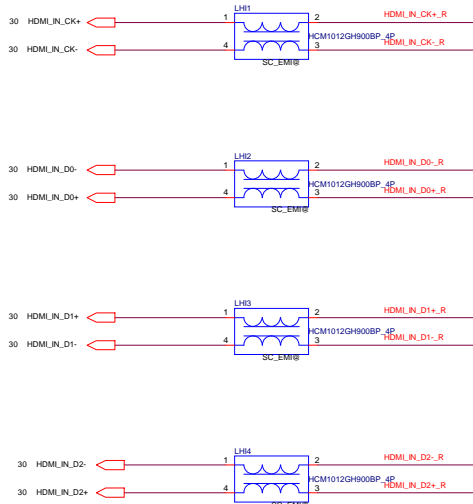 LHI1
30 HDMI_IN_CK+ 1 2 HDMI_IN_CK+_R
HCM1012GH900BP_4P
30 HDMI_IN_CK- 4 3 HDMI_IN_CK-_R
SC_EMI@
LHI2
30 HDMI_IN_D0- 1 2 HDMI_IN_D0-_R
HCM1012GH900BP_4P
30 HDMI_IN_D0+ 4 3 HDMI_IN_D0+_R
SC_EMI@
LHI3
30 HDMI_IN_D1+ 1 2 HDMI_IN_D1+_R
HCM1012GH900BP_4P
30 HDMI_IN_D1- 4 3 HDMI_IN_D1-_R
SC_EMI@
LHI4
30 HDMI_IN_D2- 1 2 HDMI_IN_D2-_R
HCM1012GH900BP_4P
30 HDMI_IN_D2+ 4 3 HDMI_IN_D2+_R
SC_EMI@